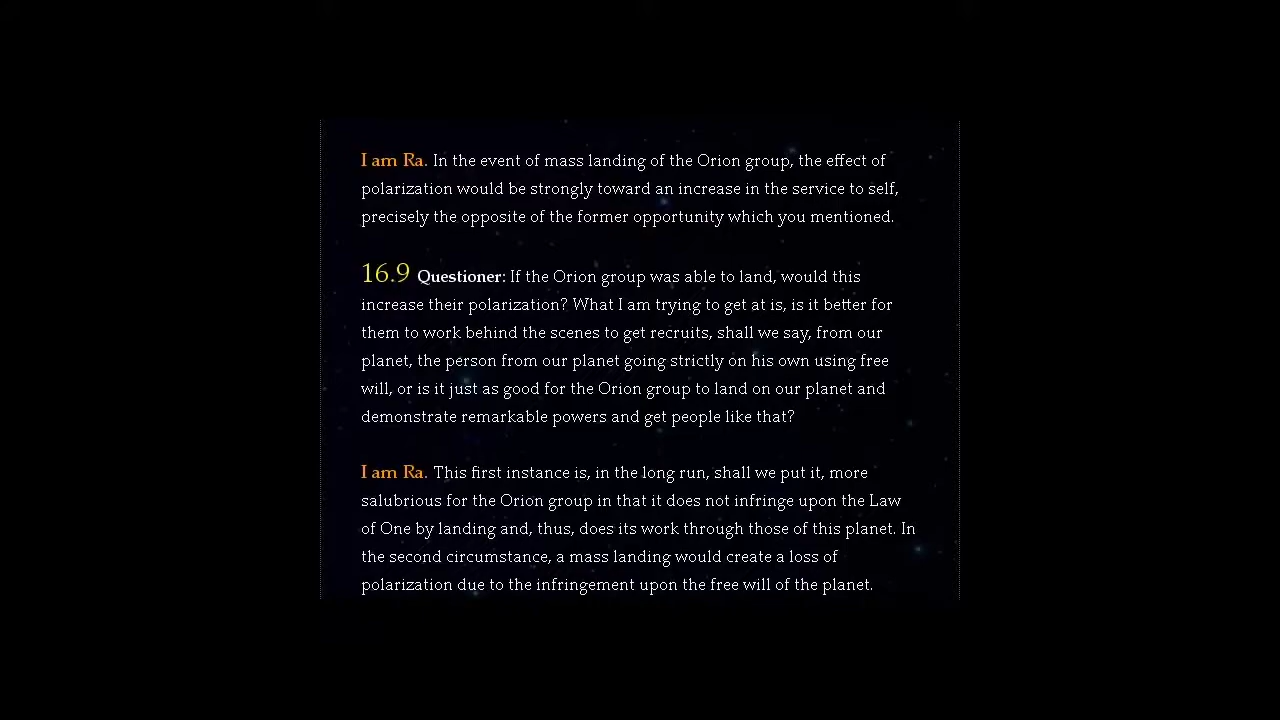 I am Ra. In the event of mass landing of the Orion group, the effect of
polarization would be strongly toward an increase in the service to self,
precisely the opposite of the former opportunity which you mentioned.
16.9 Questioner: If the Orion group was able to land, would this
increase their polarization? What I am trying to get at is, is it better for
them to work behind the scenes to get recruits, shall we say, from our
planet, the person from our planet going strictly on his own using free
will, or is it just as good for the Orion group to land on our planet and
demonstrate remarkable powers and get people like that?
I am Ra. This first instance is, in the long run, shall we put it, more
salubrious for the Orion group in that it does not infringe upon the Law
of One by landing and, thus, does its work through those of this planet. In
the second circumstance, a mass landing would create a loss of
polarization due to the infringement upon the free will of the planet.